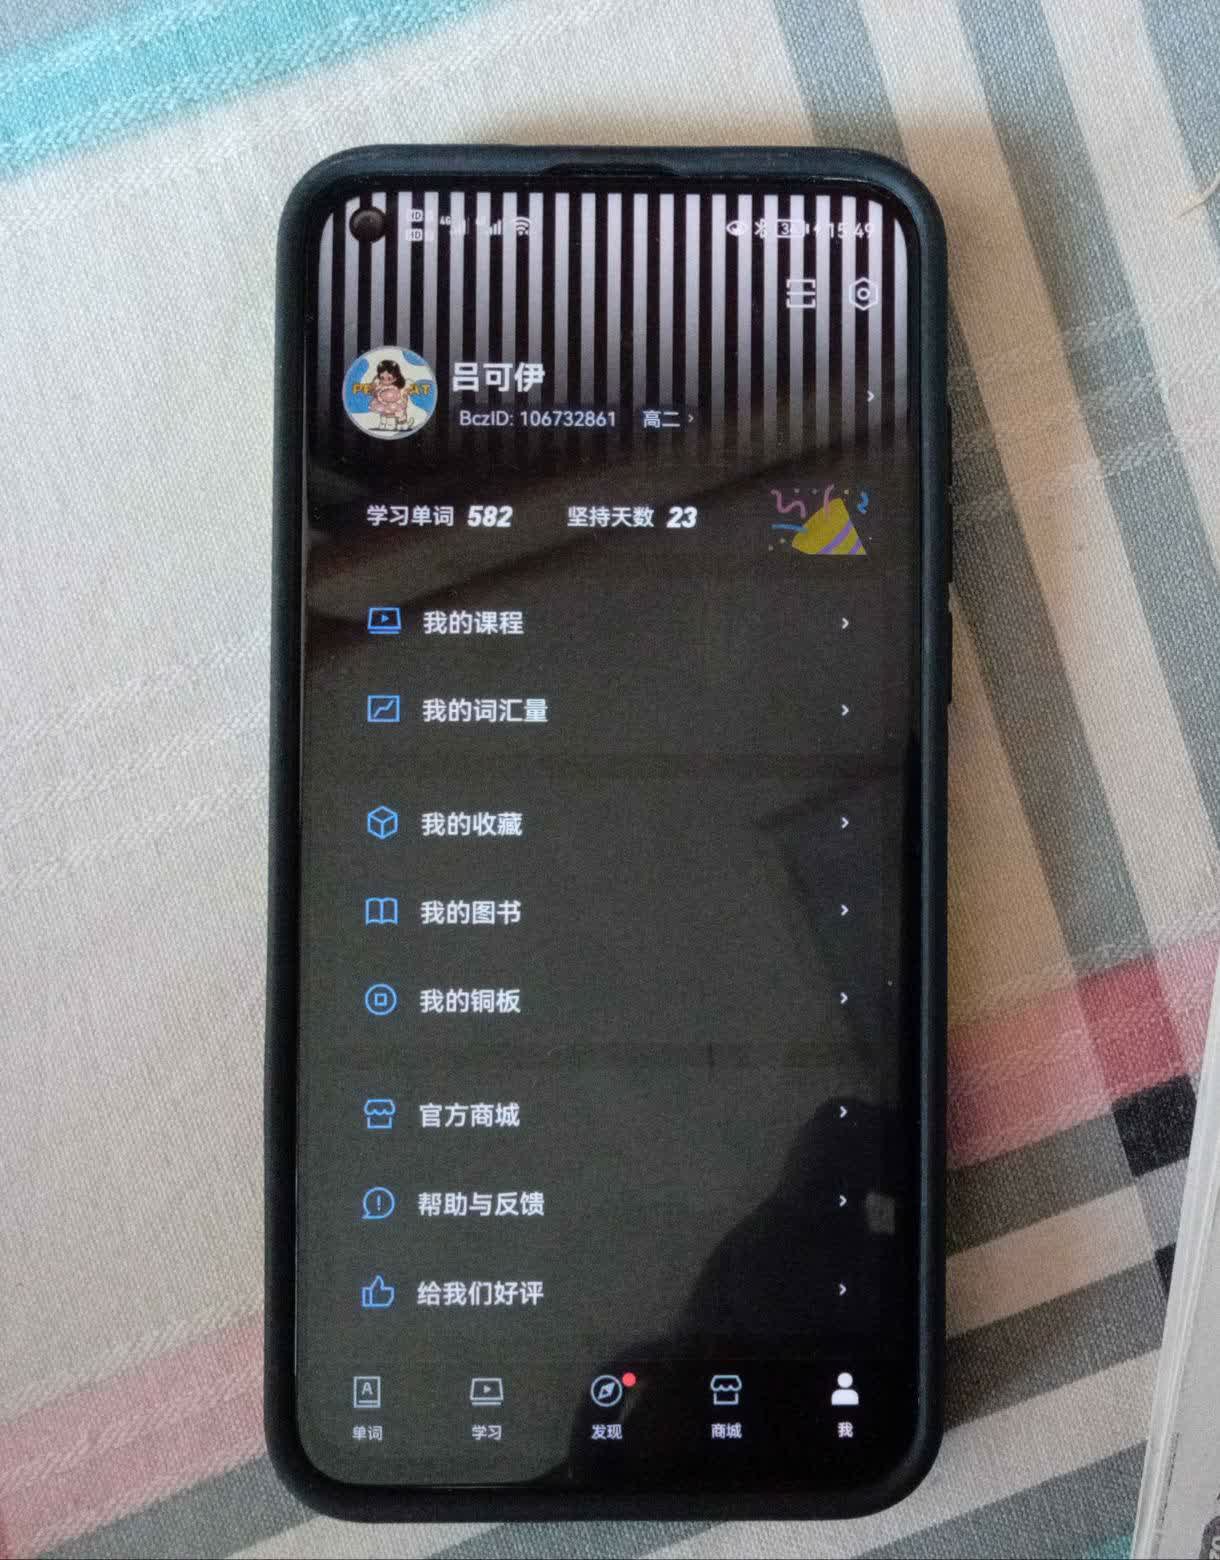 HD 4G
HD
15:49
吕可伊
BczID: 106732861 高二
学习单词 582 坚持天数 23
我的课程
我的词汇量
我的收藏
我的图书
我的铜板
官方商城
帮助与反馈
给我们好评
单词 学习 发现 商城 我